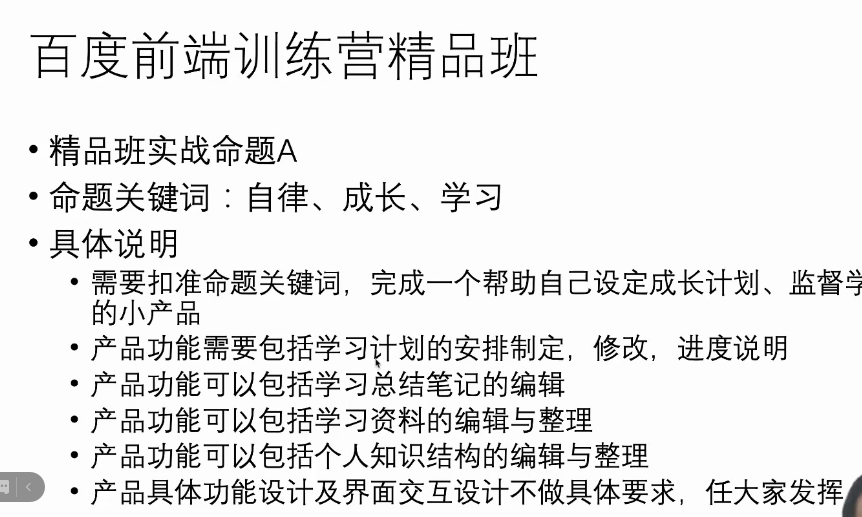 百度前端训练营精品班
• 精品班实战命题A
• 命题关键词：自律、成长、学习
• 具体说明
• 需要扣准命题关键词，完成一个帮助自己设定成长计划、监督学
的小产品
• 产品功能需要包括学习计划的安排制定，修改，进度说明
• 产品功能可以包括学习总结笔记的编辑
• 产品功能可以包括学习资料的编辑与整理
• 产品功能可以包括个人知识结构的编辑与整理
• 产品具体功能设计及界面交互设计不做具体要求，任大家发挥